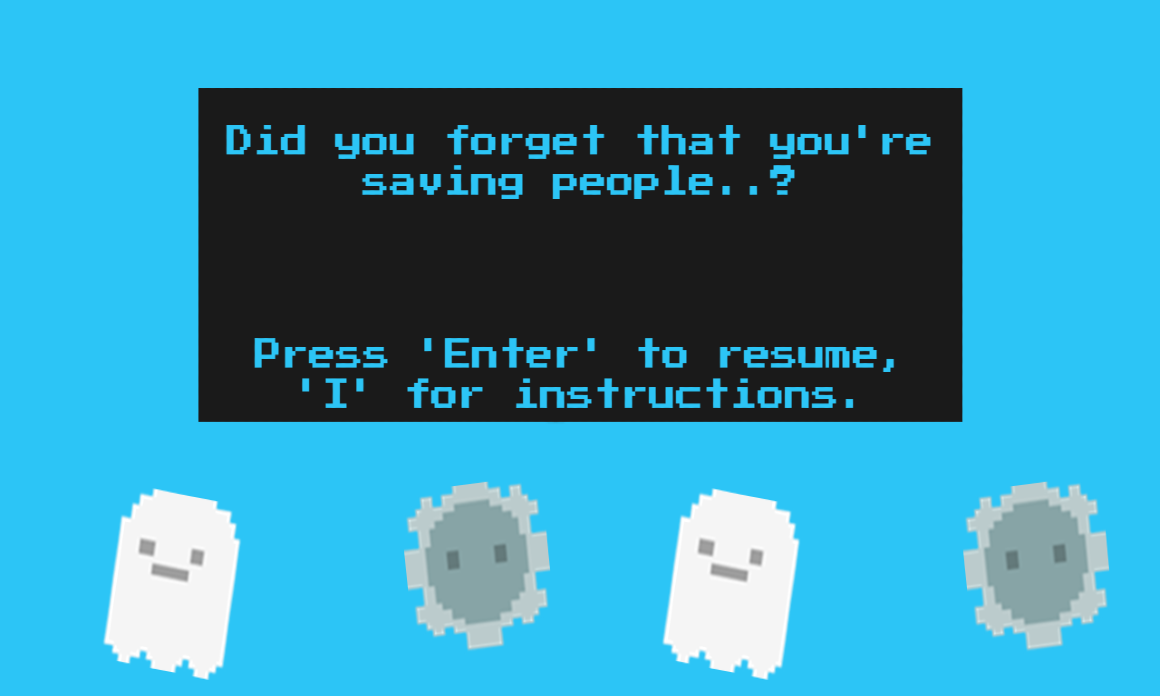 Did you forget that you're
saving people..?
Press 'Enter' to resume,
'I' for instructions.